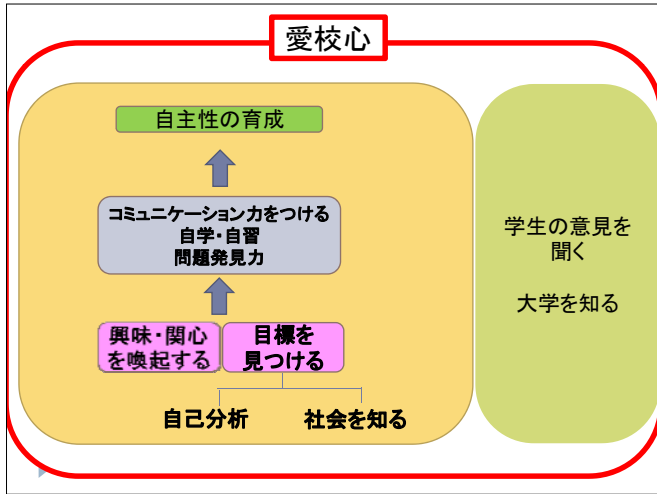 愛校心
自主性の育成
コミュニケーション力をつける
自学・自習
問題発見力
興味・関心
を喚起する
目標を
見つける
自己分析
社会を知る
学生の意見を
聞く
大学を知る